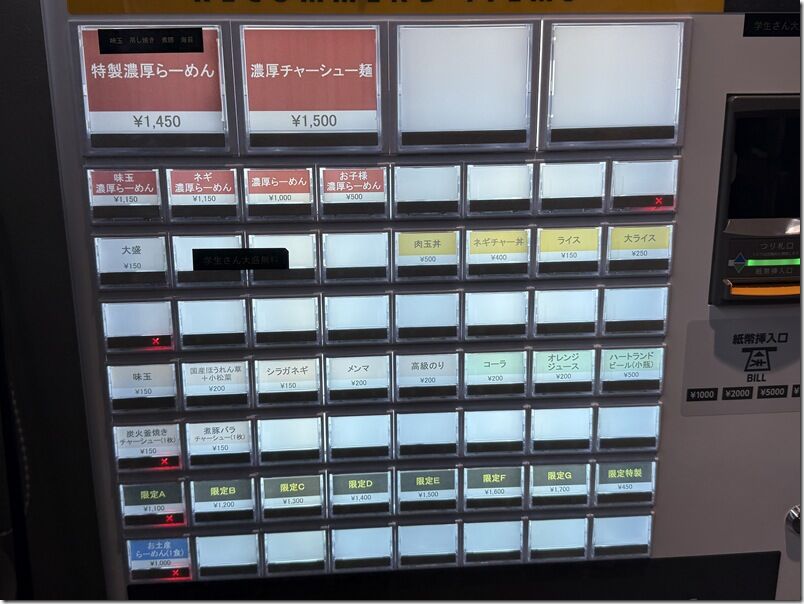 RECOMMEND ITEMS
学生さん大
味玉 吊し焼き 煮豚 海苔
特製濃厚らーめん
¥1,450
濃厚チャーシュー麺
¥1,500
味玉
濃厚らーめん
¥1,150
ネギ
濃厚らーめん
¥1,150
濃厚らーめん
¥1,000
お子様
濃厚らーめん
¥500
大盛
¥150
学生さん大盛無料
肉玉丼
¥500
ネギチャー丼
¥400
ライス
¥150
大ライス
¥250
味玉
¥150
国産ほうれん草
+小松菜
¥200
シラガネギ
¥150
メンマ
¥200
高級のり
¥200
コーラ
¥200
オレンジ
ジュース
¥200
ハートランド
ビール(小瓶)
¥500
炭火釜焼き
チャーシュー(1枚)
¥150
煮豚バラ
チャーシュー(1枚)
¥150
限定A
¥1,100
限定B
¥1,200
限定C
¥1,300
限定D
¥1,400
限定E
¥1,500
限定F
¥1,600
限定G
¥1,700
限定特製
¥450
お土産
らーめん(1食)
¥1,000
つり札口
紙幣挿入口
紙幣挿入口
BILL
¥1000 ¥2000 ¥5000